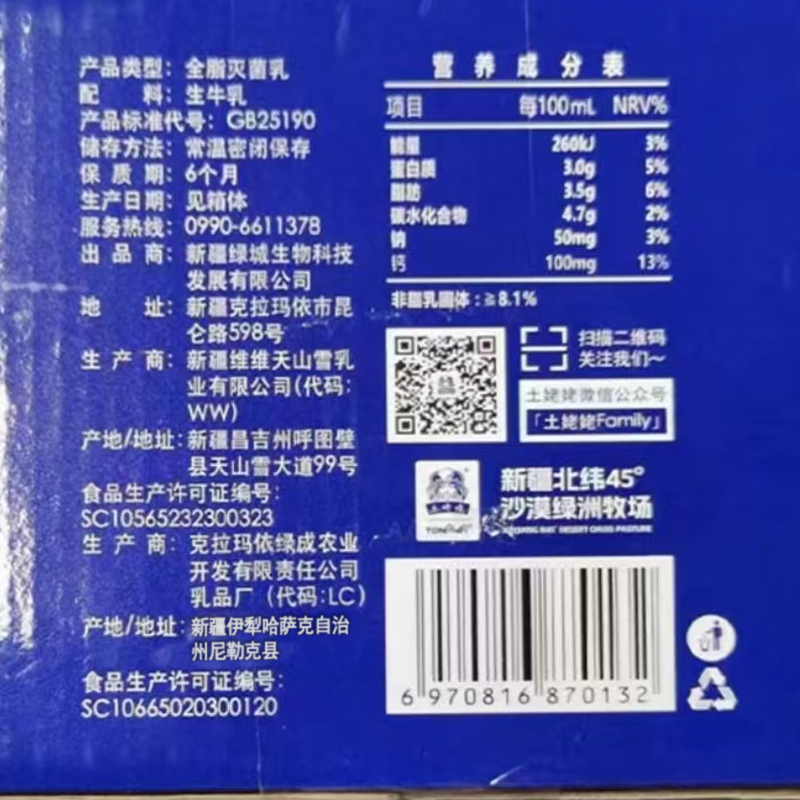 产品类型：全脂灭菌乳
配 料：生牛乳
产品标准代号：GB25190
储存方法：常温密闭保存
保 质 期：6个月
生产日期：见箱体
服务热线：0990-6611378
出 品 商：新疆绿城生物科技
发展有限公司
地 址：新疆克拉玛依市昆
仑路598号
生 产 商：新疆维维天山雪乳
业有限公司(代码：
WW)
产地/地址：新疆昌吉州呼图壁
县天山雪大道99号
食品生产许可证编号：
SC10565232300323
生 产 商：克拉玛依绿成农业
开发有限责任公司
乳品厂（代码:LC）
产地/地址：新疆伊犁哈萨克自治
州尼勒克县
食品生产许可证编号：
SC10665020300120
营 养 成 分 表
项目 每100mL NRV%
能量 260kJ 3%
蛋白质 3.0g 5%
脂肪 3.5g 6%
碳水化合物 4.7g 2%
钠 50mg 3%
钙 100mg 13%
非脂乳固体：≧8.1%
扫描二维码
关注我们～
土姥姥微信公众号
「土姥姥Family」
新疆北纬45°
沙漠绿洲牧场
6 970816 870132